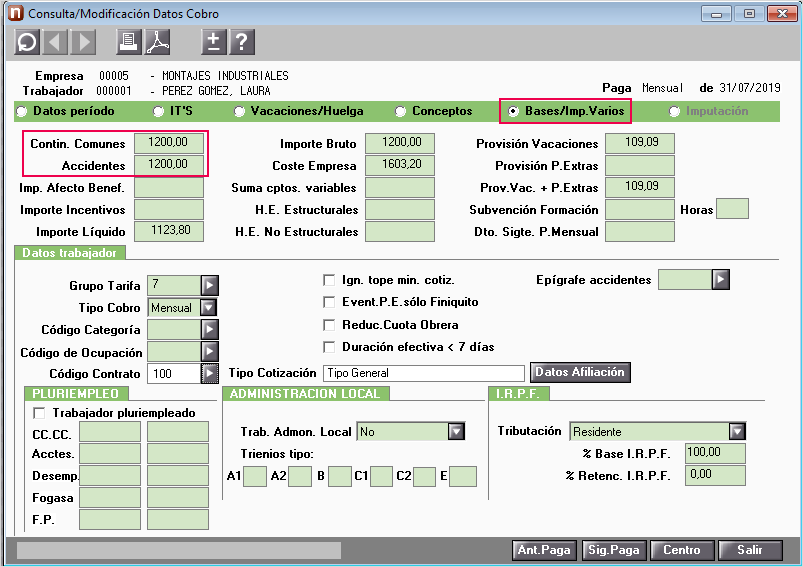 n Consulta/Modificación Datos Cobro
± ?
Empresa 00005 - MONTAJES INDUSTRIALES
Trabajador 000001 - PEREZ GOMEZ, LAURA
Paga Mensual de 31/07/2019
Datos período IT'S Vacaciones/Huelga Conceptos Bases/Imp.Varios Imputación
Contin. Comunes 1200,00 Importe Bruto 1200,00 Provisión Vacaciones 109,09
Accidentes 1200,00 Coste Empresa 1603,20 Provisión P.Extras
Imp. Afecto Benef. Suma cptos. variables Prov.Vac. + P.Extras 109,09
Importe Incentivos H.E. Estructurales Subvención Formación Horas
Importe Líquido 1123,80 H.E. No Estructurales Dto. Sigte. P.Mensual
Datos trabajador
Grupo Tarifa 7 Ign. tope min. cotiz. Epígrafe accidentes
Tipo Cobro Mensual Event.P.E.sólo Finiquito
Código Categoría Reduc.Cuota Obrera
Código de Ocupación Duración efectiva < 7 días
Código Contrato 100 Tipo Cotización Tipo General Datos Afiliación
PLURIEMPLEO ADMINISTRACION LOCAL I.R.P.F.
Trabajador pluriempleado
CC.CC. Trab. Admon. Local No Tributación Residente
Acctes. Trienios tipo: % Base I.R.P.F. 100,00
Desemp. A1 A2 B C1 C2 E % Retenc. I.R.P.F. 0,00
Fogasa
F.P.
Ant.Paga Sig.Paga Centro Salir